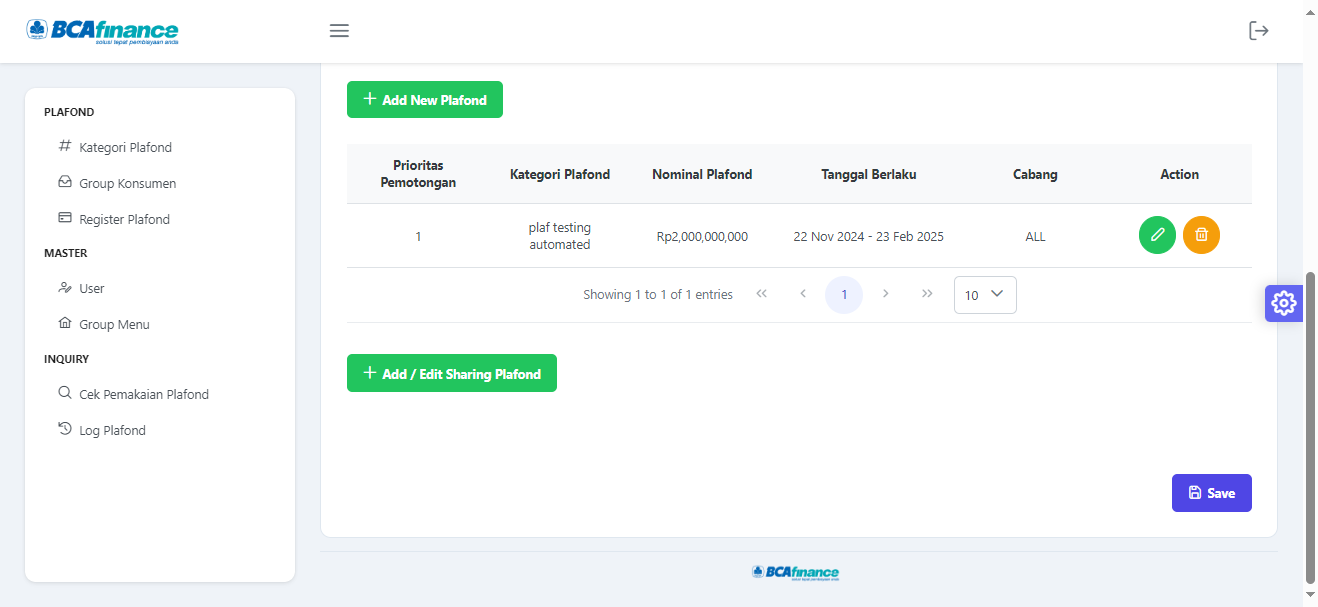 BCAfinance
solusi tepat pembiayaan anda
PLAFOND
Kategori Plafond
Group Konsumen
Register Plafond
MASTER
User
Group Menu
INQUIRY
Cek Pemakaian Plafond
Log Plafond
Add New Plafond
Prioritas
Pemotongan
Kategori Plafond
Nominal Plafond
Tanggal Berlaku
Cabang
Action
1
plaf testing
automated
Rp2,000,000,000
22 Nov 2024 - 23 Feb 2025
ALL
Showing 1 to 1 of 1 entries
1
10
Add / Edit Sharing Plafond
Save
BCAfinance